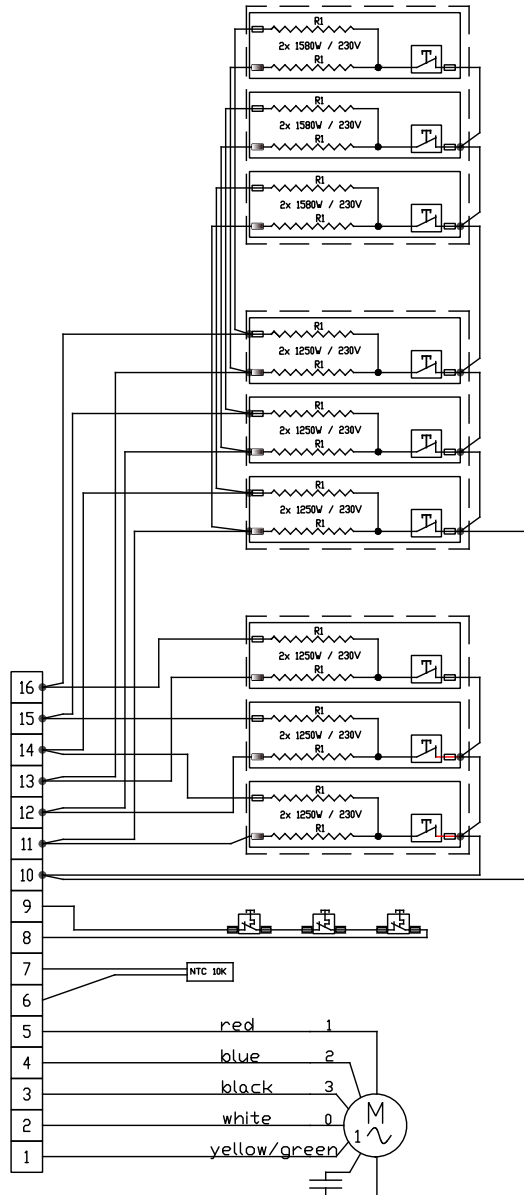 R1
2x 1580W / 230V
R1
R1
2x 1580W / 230V
R1
R1
2x 1580W / 230V
R1
R1
2x 1250W / 230V
R1
R1
2x 1250W / 230V
R1
R1
2x 1250W / 230V
R1
R1
2x 1250W / 230V
R1
R1
2x 1250W / 230V
R1
R1
2x 1250W / 230V
R1
16
15
14
13
12
11
10
9
8
7
NTC 10K
6
5 red 1
4 blue 2
3 black 3
2 white 0
1 yellow/green
M
1